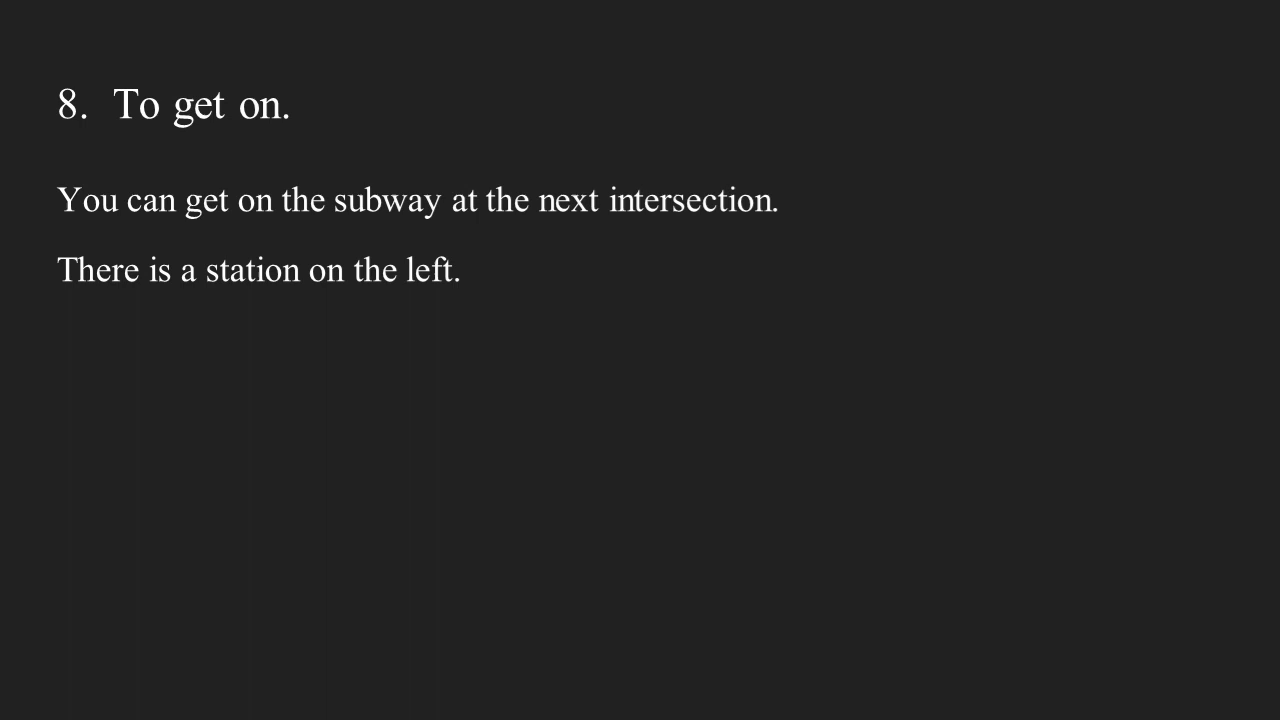 8. To get on.
You can get on the subway at the next intersection.
There is a station on the left.